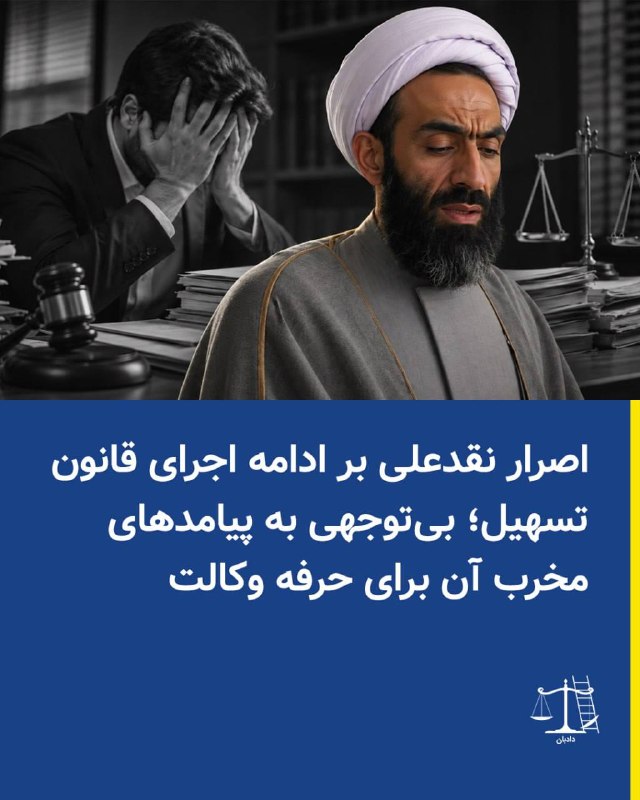 اصرار نقدعلی بر ادامه اجرای قانون
تسهیل؛ بی‌توجهی به پیامدهای
مخرب آن برای حرفه وکالت
دادبان